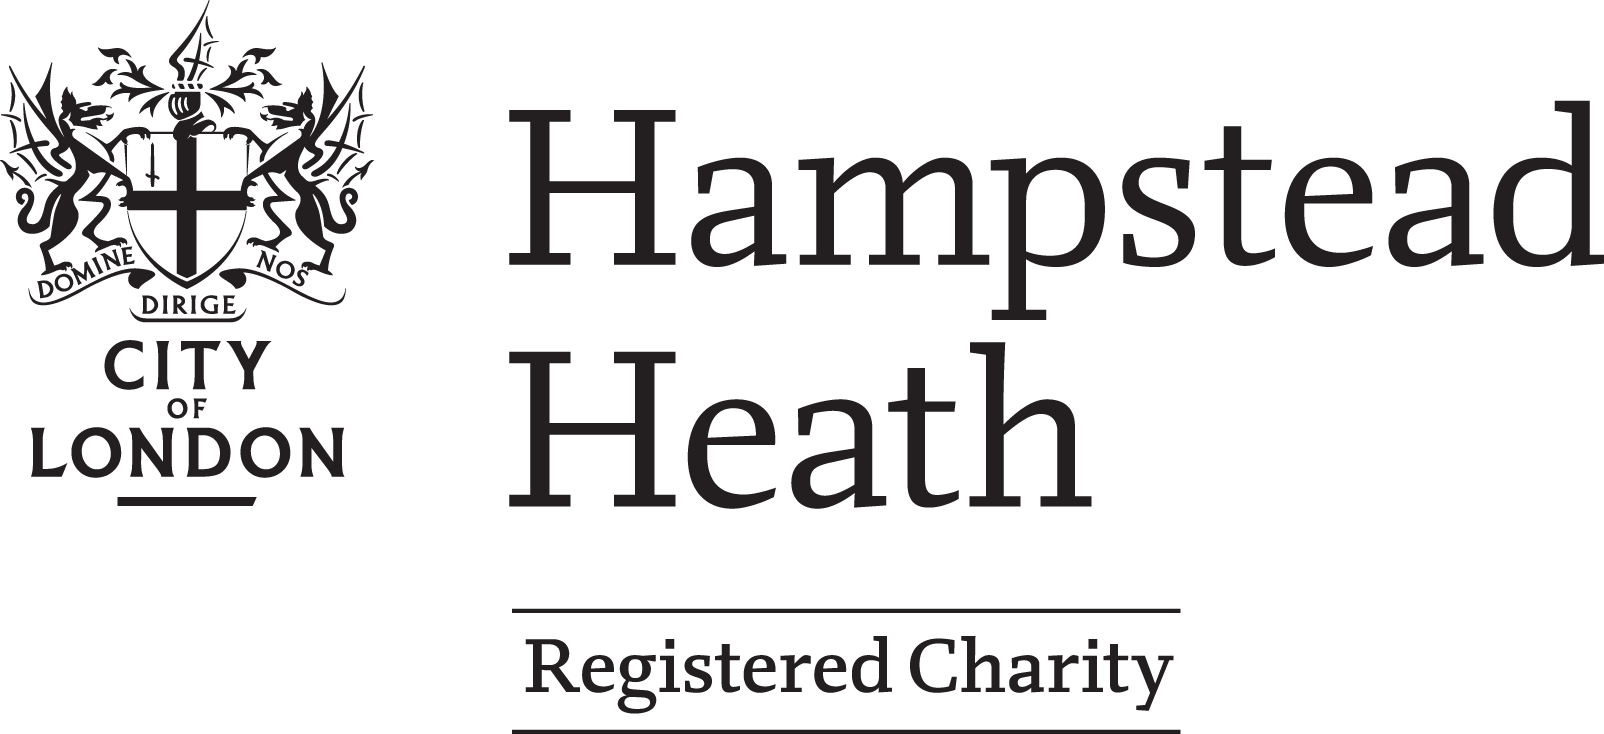 DOMINE DIRIGE NOS
CITY
OF
LONDON
Hampstead
Heath
Registered Charity